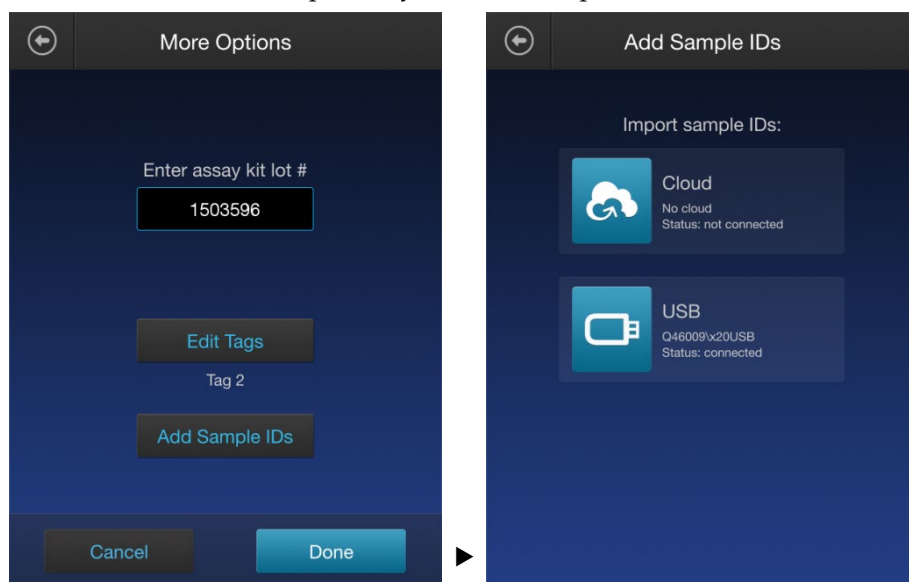 More Options
Enter assay kit lot #
1503596
Edit Tags
Tag 2
Add Sample IDs
Cancel
Done
Add Sample IDs
Import sample IDs:
Cloud
No cloud
Status: not connected
USB
Q46009\x20USB
Status: connected